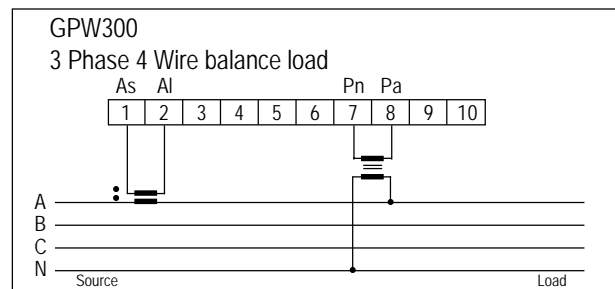 GPW300
3 Phase 4 Wire balance load
As Al Pn Pa
1 2 3 4 5 6 7 8 9 10
A
B
C
N
Source Load